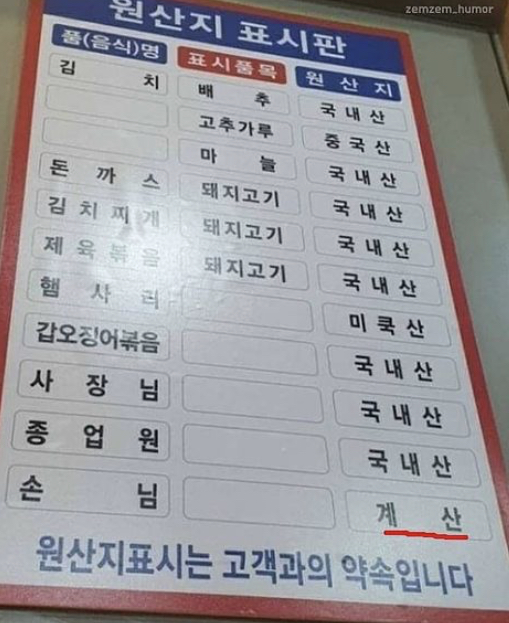 zemzem_humor
원산지 표시판
품(음식)명 표시품목 원 산 지
김 치 배 추 국 내 산
고추가루 중 국 산
마 늘 국 내 산
돈 까 스 돼지고기 국 내 산
김 치 찌 개 돼지고기 국 내 산
제 육 볶 음 돼지고기 국 내 산
햄 사 리 미 쿡 산
갑오징어볶음 국 내 산
사 장 님 국 내 산
종 업 원 국 내 산
손 님 계 산
원산지표시는 고객과의 약속입니다